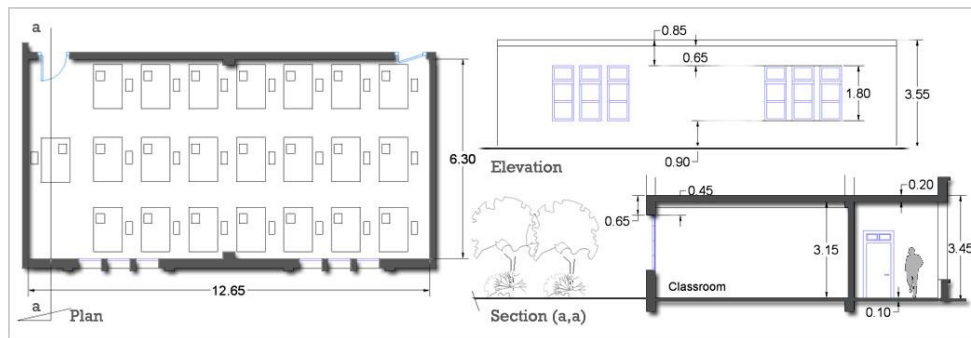 a
6.30
12.65
a
Plan
0.85
0.65
1.80
3.55
0.90
Elevation
0.45
0.20
0.65
3.15
3.45
Classroom
0.10
Section (a,a)